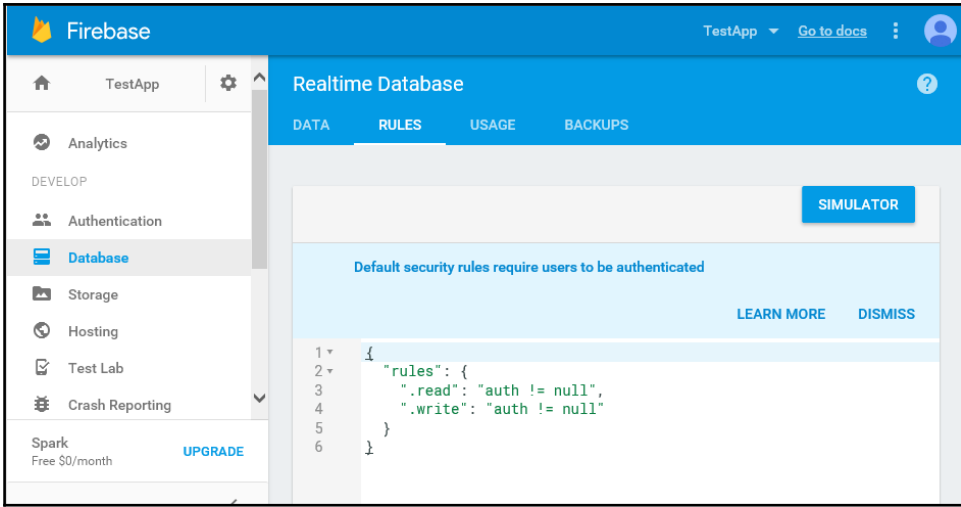 Firebase
TestApp Go to docs
TestApp
Analytics
DEVELOP
Authentication
Database
Storage
Hosting
Test Lab
Crash Reporting
Spark
Free $0/month
UPGRADE
Realtime Database
?
DATA RULES USAGE BACKUPS
SIMULATOR
Default security rules require users to be authenticated
LEARN MORE DISMISS
1 {
2 "rules": {
3 ".read": "auth != null",
4 ".write": "auth != null"
5 }
6 }